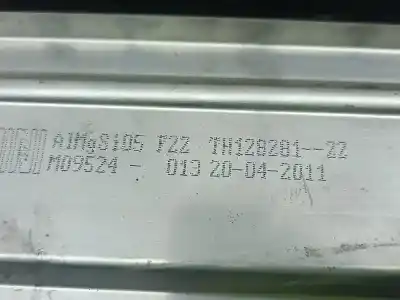 AlMgSi05 F22 TH128281--22
M09524 - 013 20-04-2011